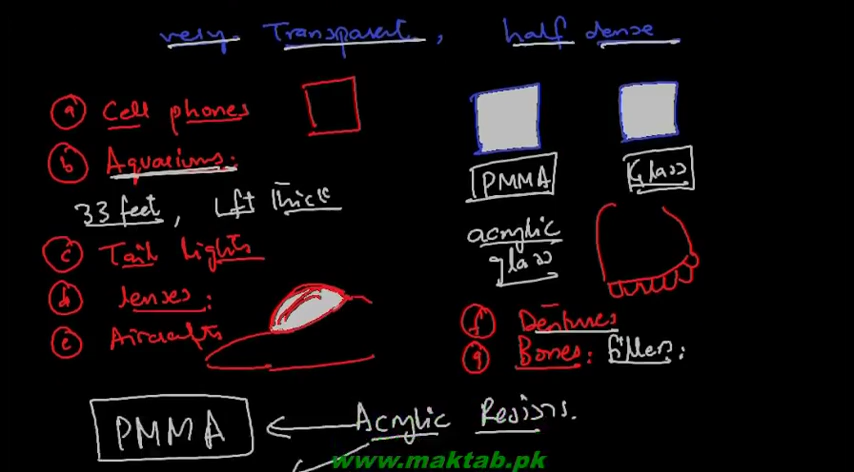 very Transparent, half dense
a Cell phones
b Aquariums:
33 feet, 1ft thick
c Tail lights
d lenses:
e Aircrafts
PMMA
Glass
acrylic
glass
f Dentures
g Bones: fillers:
PMMA ← Acrylic Resins.
www.maktab.pk